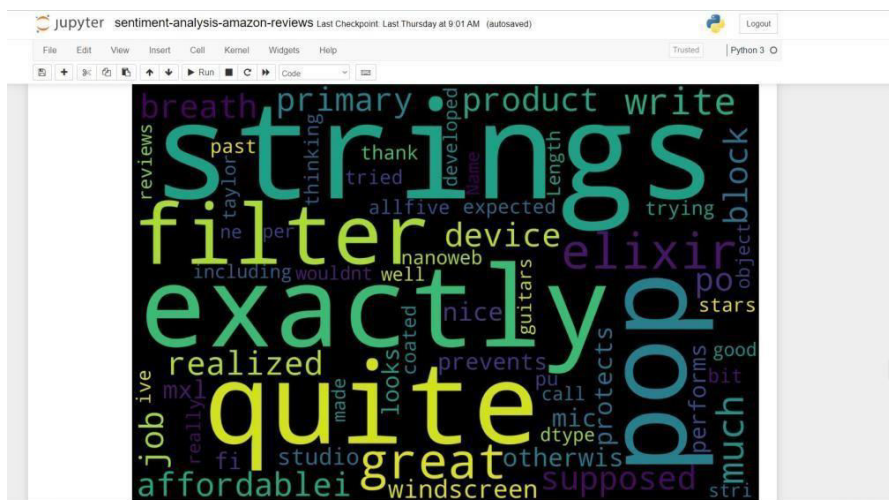 jupyter sentiment-analysis-amazon-reviews Last Checkpoint: Last Thursday at 9:01 AM (autosaved)
Logout
File Edit View Insert Cell Kernel Widgets Help
Trusted
Python 3
Run
Code
breath
primary
product
write
strings
reviews
past
taylor
thinking
thank
tried
developed
Name
Length
block
trying
allfive
expected
filter
ne
per
device
nanoweb
elixir
including
wouldnt
well
po
object
stars
exactly
guitars
nice
pop
realized
coated
looks
prevents
protects
performs
good
bit
ive
mxl
quite
made
pu
call
mic
dtype
much
job
really
fi
studio
great
otherwis
supposed
stri
affordablei
windscreen